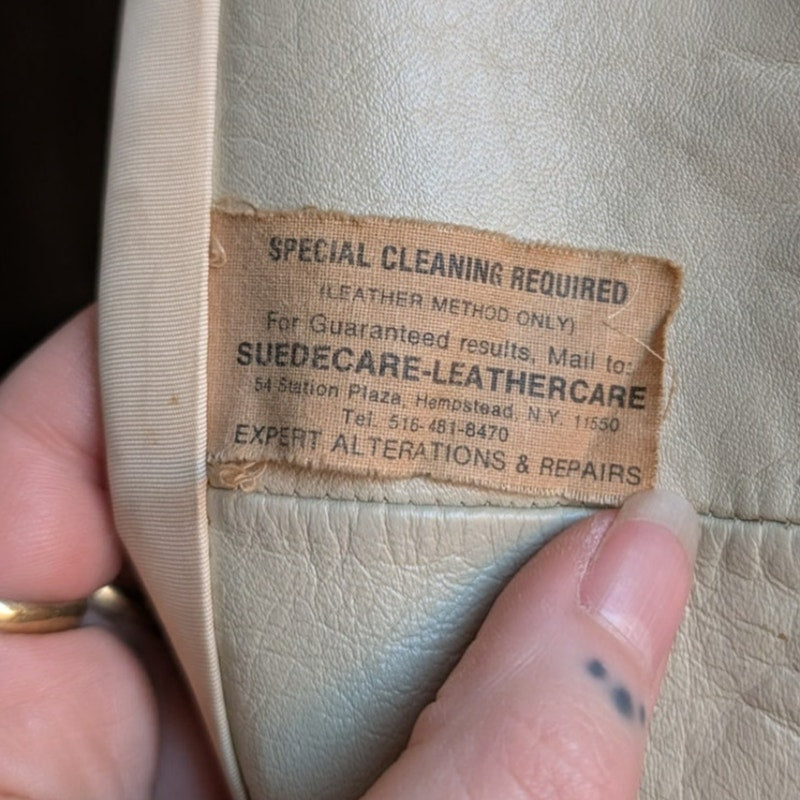 SPECIAL CLEANING REQUIRED
(LEATHER METHOD ONLY)
For Guaranteed results, Mail to:
SUEDECARE-LEATHERCARE
54 Station Plaza, Hempstead, N.Y. 11550
Tel. 516-481-8470
EXPERT ALTERATIONS & REPAIRS